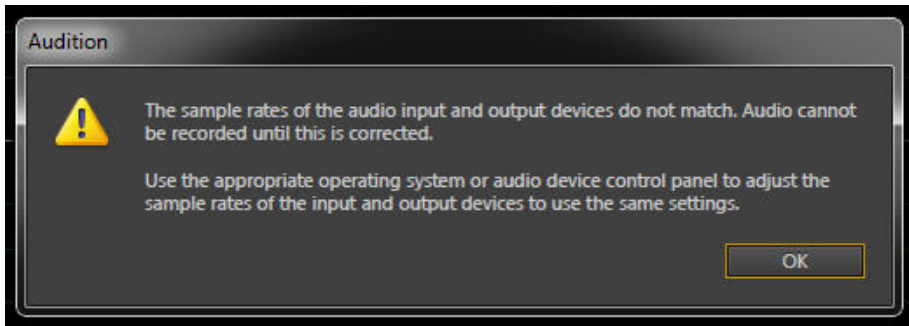 Audition
The sample rates of the audio input and output devices do not match. Audio cannot
be recorded until this is corrected.
Use the appropriate operating system or audio device control panel to adjust the
sample rates of the input and output devices to use the same settings.
OK